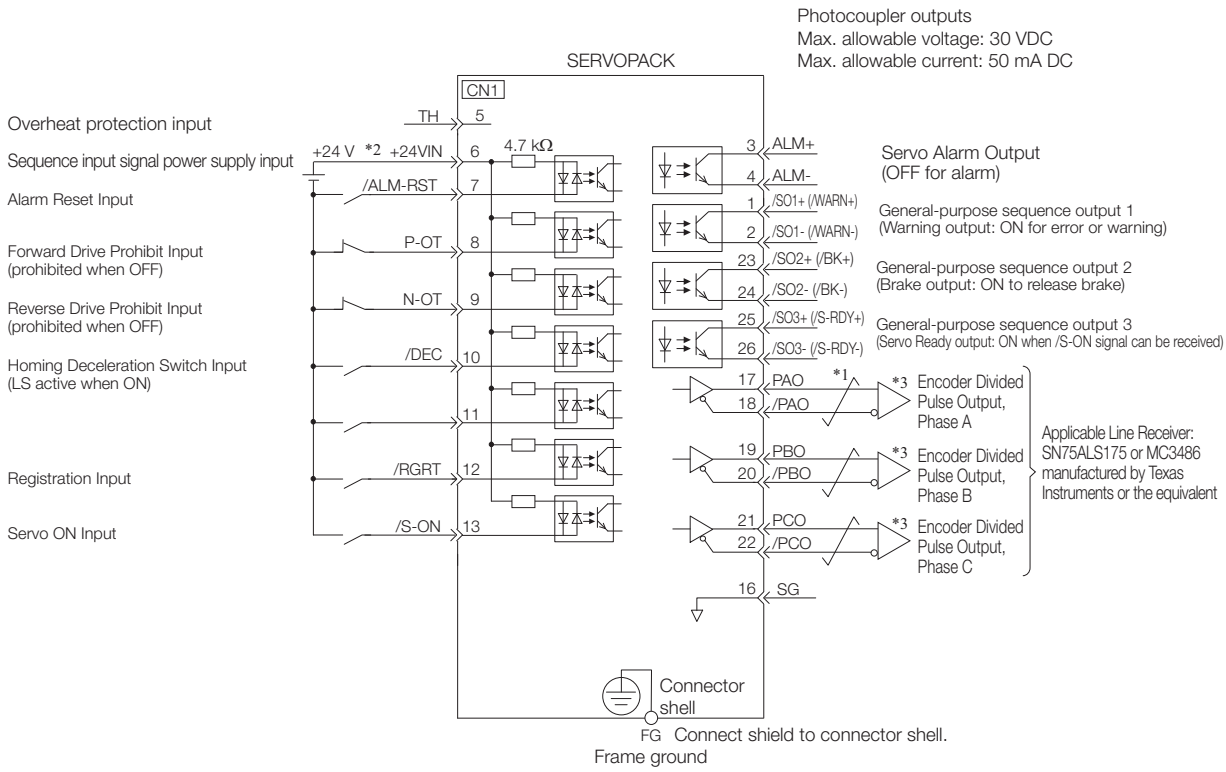 Photocoupler outputs
Max. allowable voltage: 30 VDC
Max. allowable current: 50 mA DC
SERVOPACK
CN1
Overheat protection input
TH
5
Sequence input signal power supply input
+24 V
*2
+24VIN
6
4.7 kΩ
Alarm Reset Input
/ALM-RST
7
Forward Drive Prohibit Input
(prohibited when OFF)
P-OT
8
Reverse Drive Prohibit Input
(prohibited when OFF)
N-OT
9
Homing Deceleration Switch Input
(LS active when ON)
/DEC
10
11
Registration Input
/RGRT
12
Servo ON Input
/S-ON
13
3
ALM+
4
ALM-
Servo Alarm Output
(OFF for alarm)
1
/SO1+ (/WARN+)
2
/SO1- (/WARN-)
General-purpose sequence output 1
(Warning output: ON for error or warning)
23
/SO2+ (/BK+)
24
/SO2- (/BK-)
General-purpose sequence output 2
(Brake output: ON to release brake)
25
/SO3+ (/S-RDY+)
26
/SO3- (/S-RDY-)
General-purpose sequence output 3
(Servo Ready output: ON when /S-ON signal can be received)
17
PAO
18
/PAO
*1
*3
Encoder Divided
Pulse Output,
Phase A
19
PBO
20
/PBO
*3
Encoder Divided
Pulse Output,
Phase B
21
PCO
22
/PCO
*3
Encoder Divided
Pulse Output,
Phase C
Applicable Line Receiver:
SN75ALS175 or MC3486
manufactured by Texas
Instruments or the equivalent
16
SG
Connector
shell
FG
Connect shield to connector shell.
Frame ground